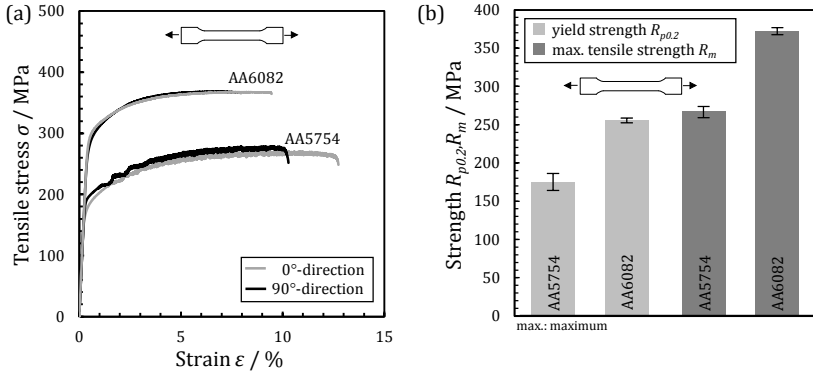 (a)
Tensile stress σ / MPa
500
400
300
200
100
0
AA6082
AA5754
0°-direction
90°-direction
0
5
10
15
Strain ε / %
(b)
Strength Rp0.2,Rm / MPa
400
350
300
250
200
150
100
50
0
yield strength Rp0.2
max. tensile strength Rm
AA5754
AA6082
AA5754
AA6082
max.: maximum